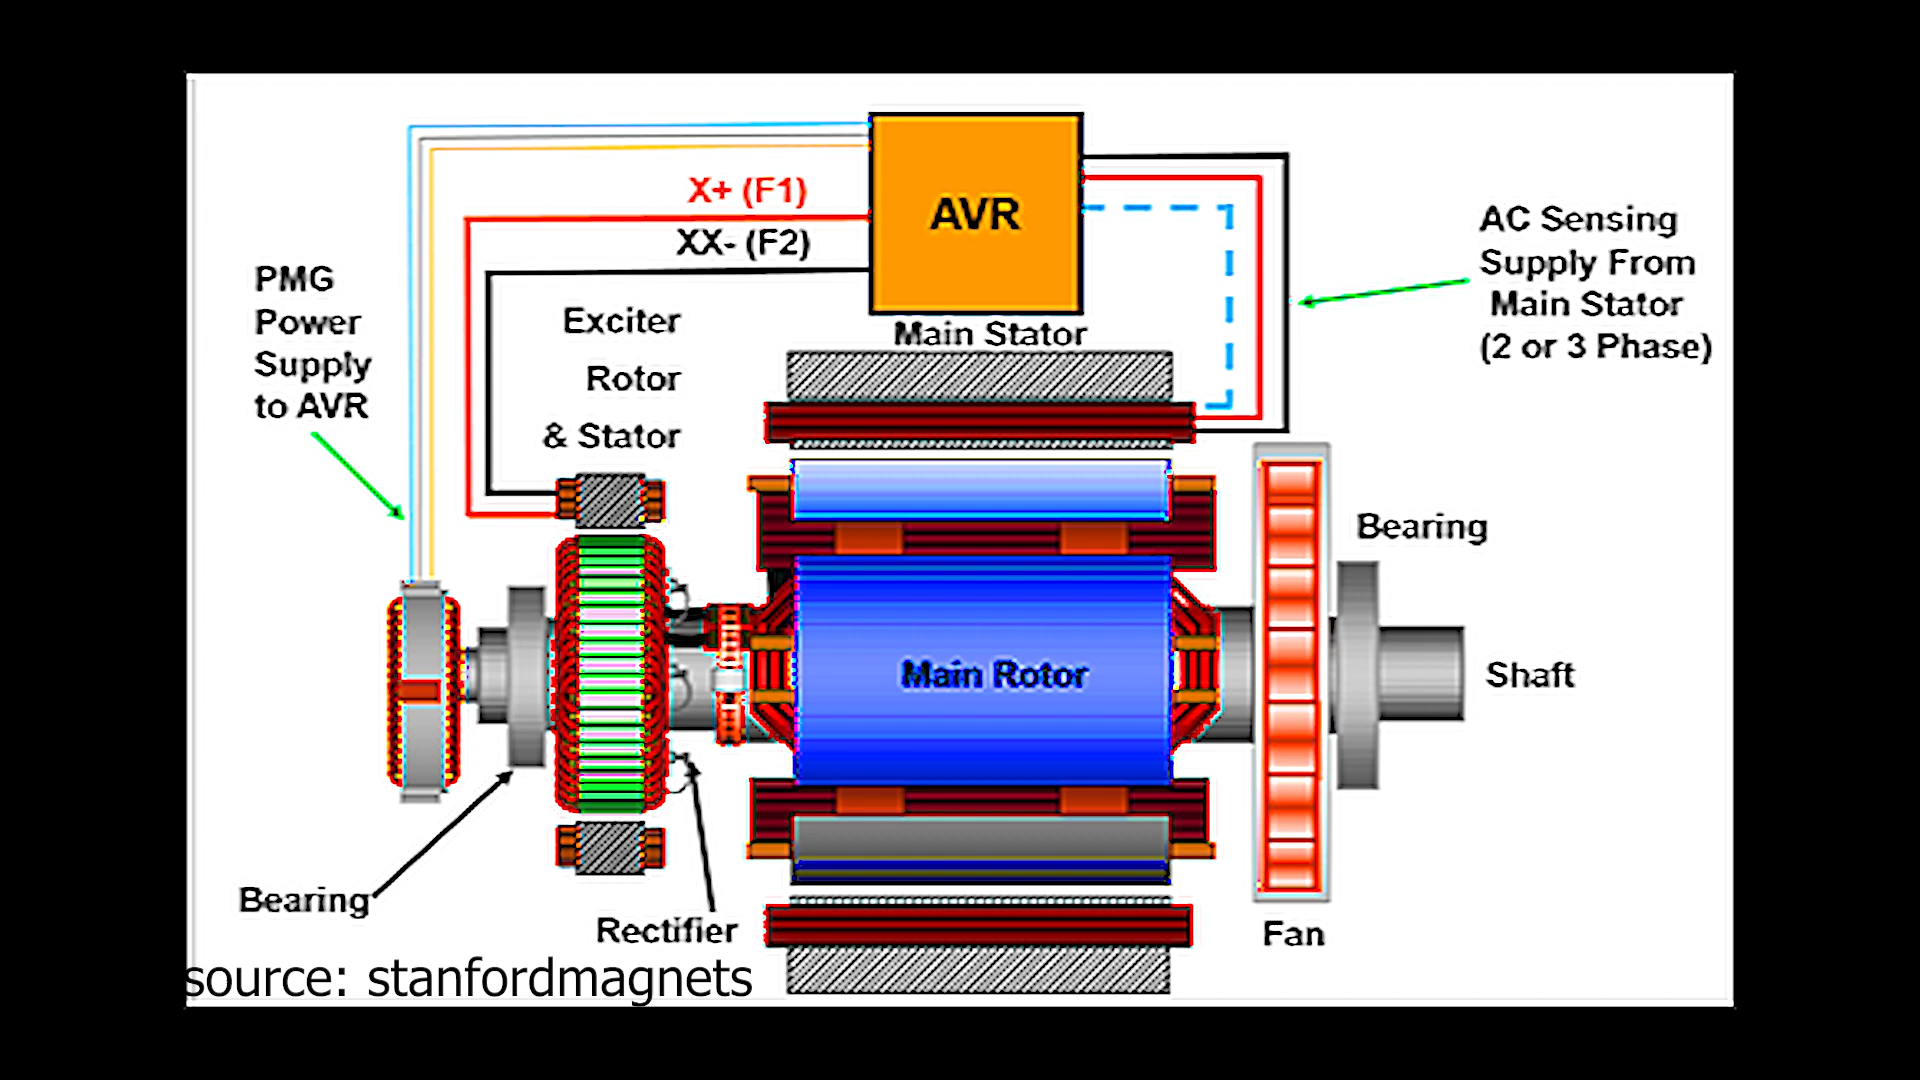 AVR
X+ (F1)
XX- (F2)
PMG
Power
Supply
to AVR
Exciter
Rotor
& Stator
Main Stator
AC Sensing
Supply From
Main Stator
(2 or 3 Phase)
Bearing
Main Rotor
Shaft
Bearing
Rectifier
Fan
source: stanfordmagnets